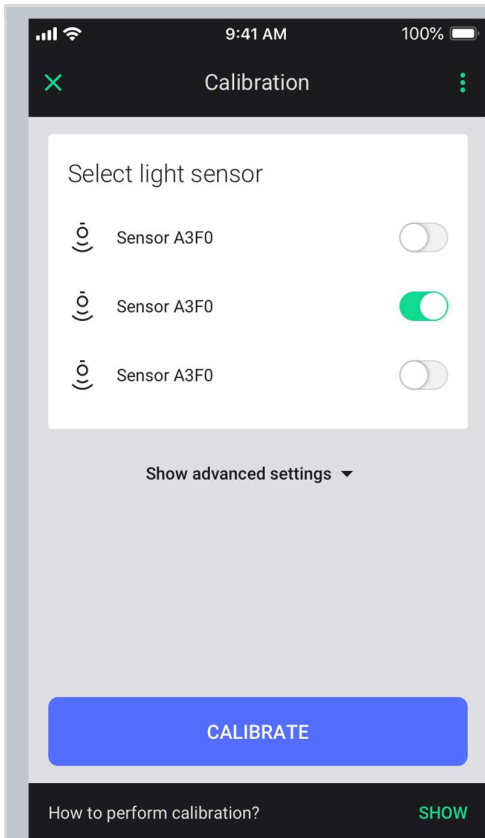 9:41 AM
100%
Calibration
Select light sensor
Sensor A3F0
Sensor A3F0
Sensor A3F0
Show advanced settings
CALIBRATE
How to perform calibration?
SHOW